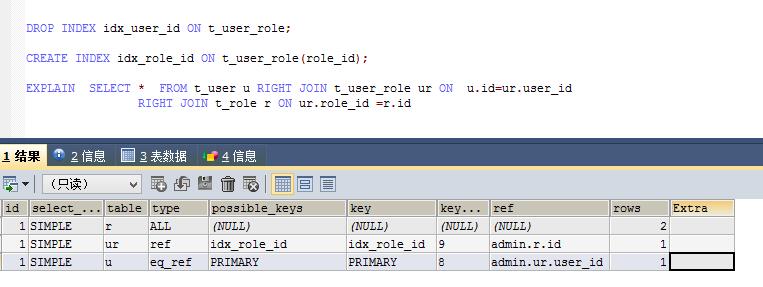 DROP INDEX idx_user_id ON t_user_role;
CREATE INDEX idx_role_id ON t_user_role(role_id);
EXPLAIN  SELECT *  FROM t_user u RIGHT JOIN t_user_role ur ON  u.id=ur.user_id
RIGHT JOIN t_role r ON ur.role_id =r.id
1 结果 2 信息 3 表数据 4 信息
（只读）
id select_... table type possible_keys key key... ref rows Extra
1 SIMPLE r ALL (NULL) (NULL) (NULL) (NULL) 2
1 SIMPLE ur ref idx_role_id idx_role_id 9 admin.r.id 1
1 SIMPLE u eq_ref PRIMARY PRIMARY 8 admin.ur.user_id 1